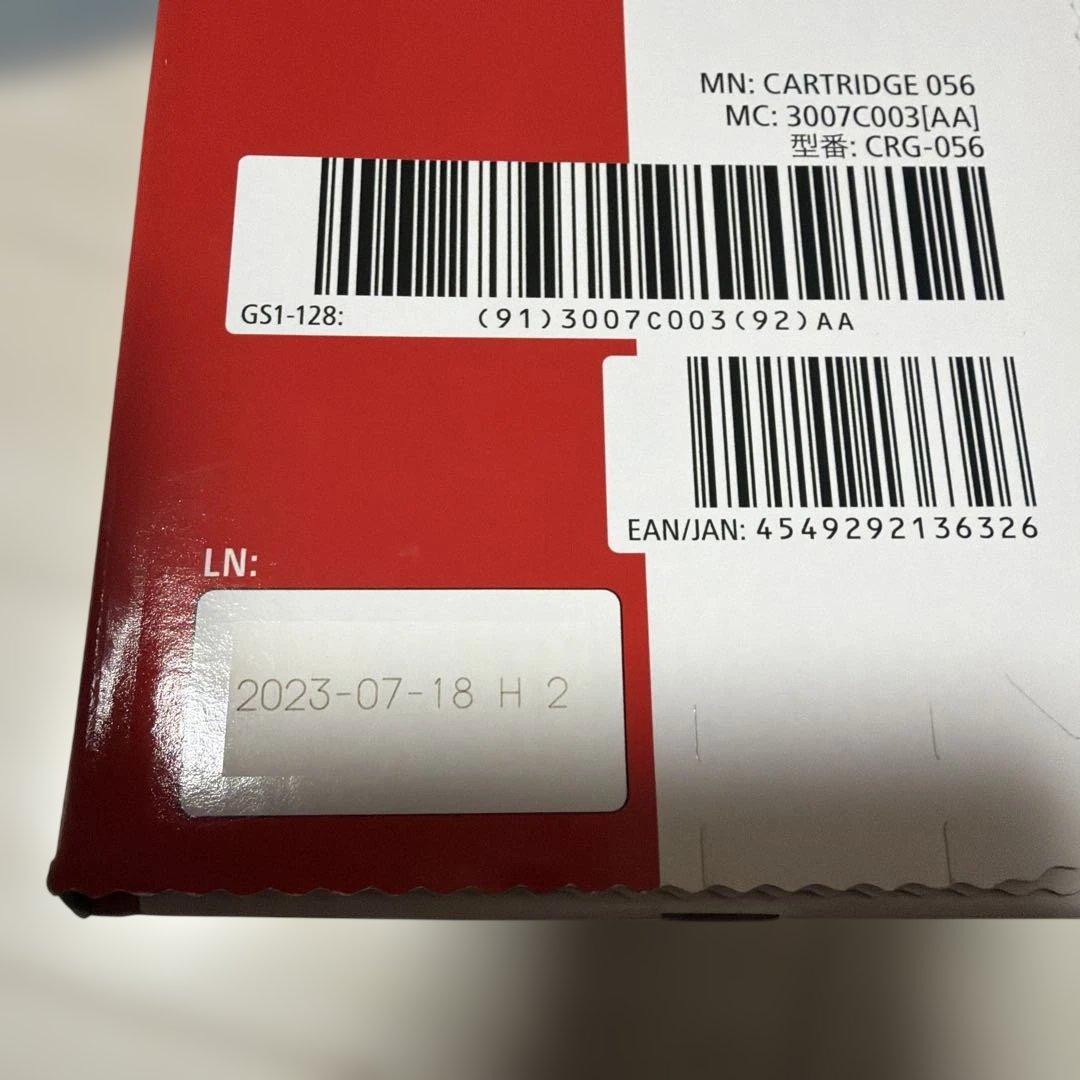 MN: CARTRIDGE 056
MC: 3007C003[AA]
型番: CRG-056
GS1-128: (91)3007C003(92)AA
EAN/JAN: 4549292136326
LN:
2023-07-18 H 2